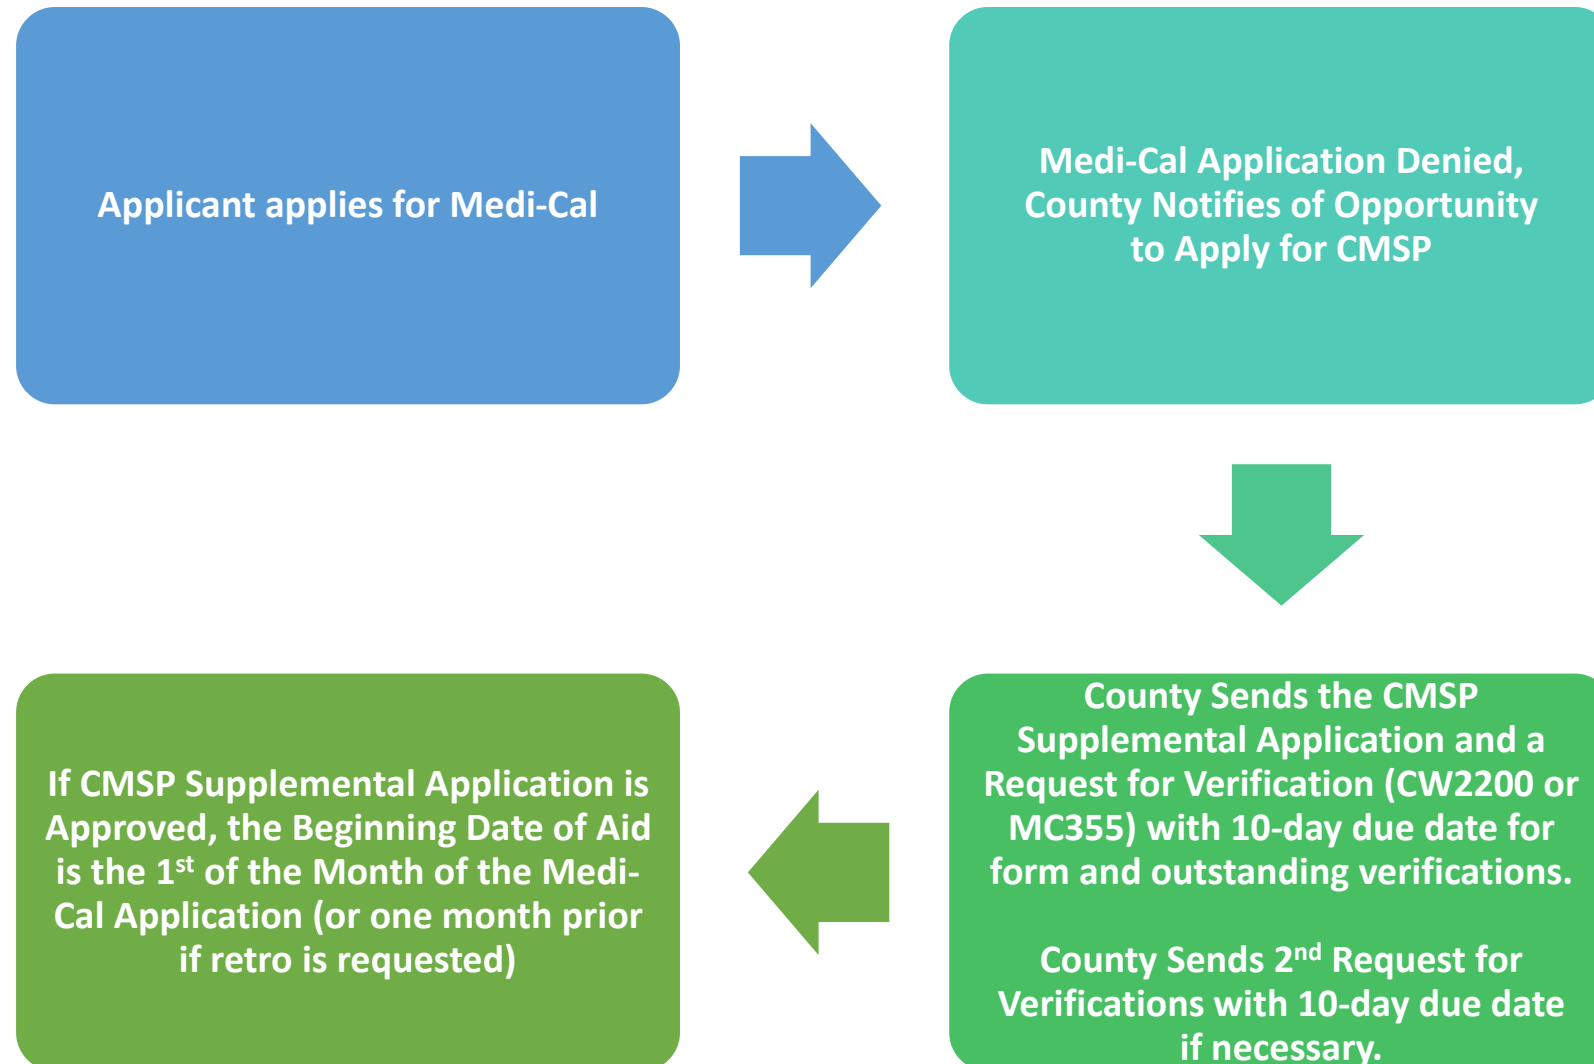 Applicant applies for Medi-Cal
Medi-Cal Application Denied,
County Notifies of Opportunity
to Apply for CMSP
County Sends the CMSP
Supplemental Application and a
Request for Verification (CW2200 or
MC355) with 10-day due date for
form and outstanding verifications.
County Sends 2nd Request for
Verifications with 10-day due date
if necessary.
If CMSP Supplemental Application is
Approved, the Beginning Date of Aid
is the 1st of the Month of the Medi-
Cal Application (or one month prior
if retro is requested)